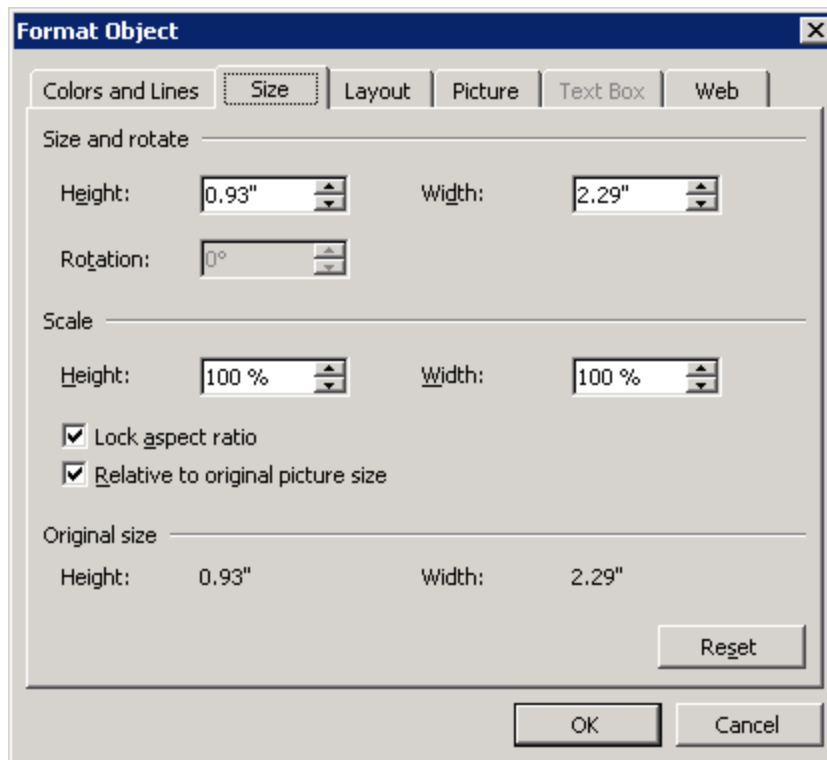 Format Object
Colors and Lines Size Layout Picture Text Box Web
Size and rotate
Height: 0.93" Width: 2.29"
Rotation: 0°
Scale
Height: 100 % Width: 100 %
Lock aspect ratio
Relative to original picture size
Original size
Height: 0.93" Width: 2.29"
Reset
OK Cancel